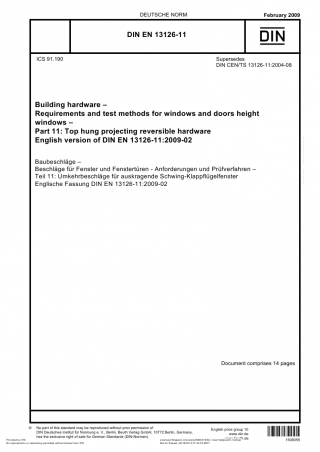 DEUTSCHE NORM
February 2009
DIN EN 13126-11
DIN
ICS 91.190
Supersedes
DIN CEN/TS 13126-11:2004-08
Building hardware –
Requirements and test methods for windows and doors height
windows –
Part 11: Top hung projecting reversible hardware
English version of DIN EN 13126-11:2009-02
Baubeschläge –
Beschläge für Fenster und Fenstertüren - Anforderungen und Prüfverfahren –
Teil 11: Umkehrbeschläge für auskragende Schwing-Klappflügelfenster
Englische Fassung DIN EN 13126-11:2009-02
Document comprises 14 pages
No part of this standard may be reproduced without prior permission of
DIN Deutsches Institut für Normung e. V., Berlin. Beuth Verlag GmbH, 10772 Berlin, Germany,
has the exclusive right of sale for German Standards (DIN-Normen).
English price group 10
www.din.de